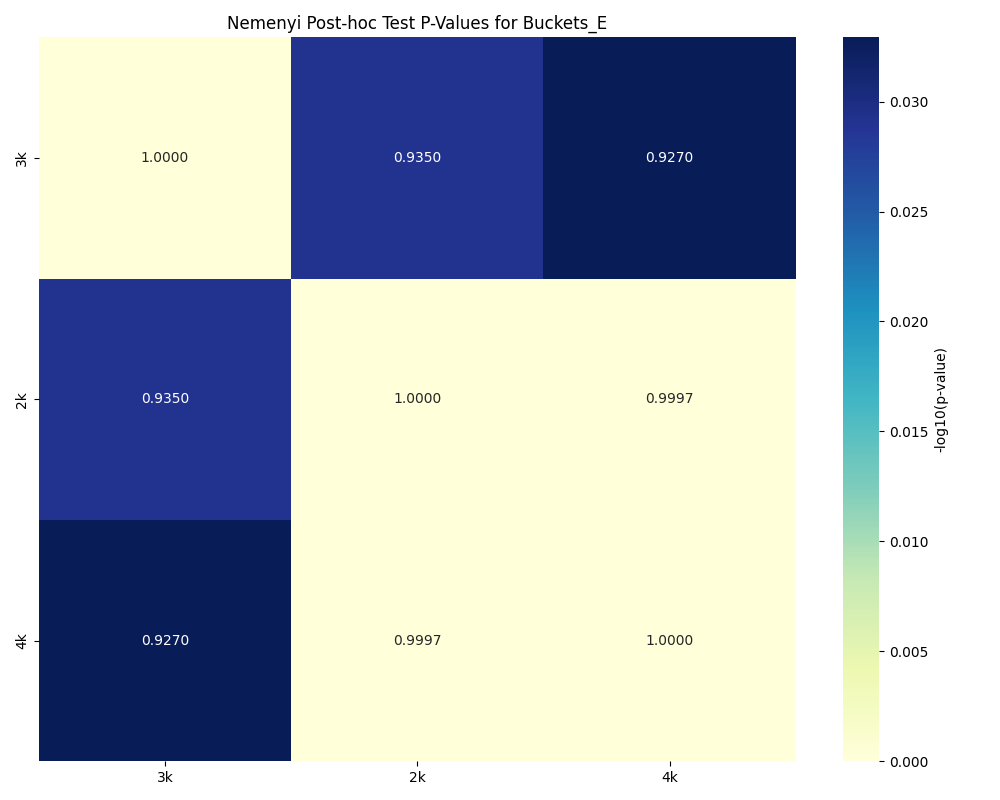 Nemenyi Post-hoc Test P-Values for Buckets_E
3k 1.0000 0.9350 0.9270
2k 0.9350 1.0000 0.9997
4k 0.9270 0.9997 1.0000
3k 2k 4k
0.030
0.025
0.020
0.015
0.010
0.005
0.000
-log10(p-value)